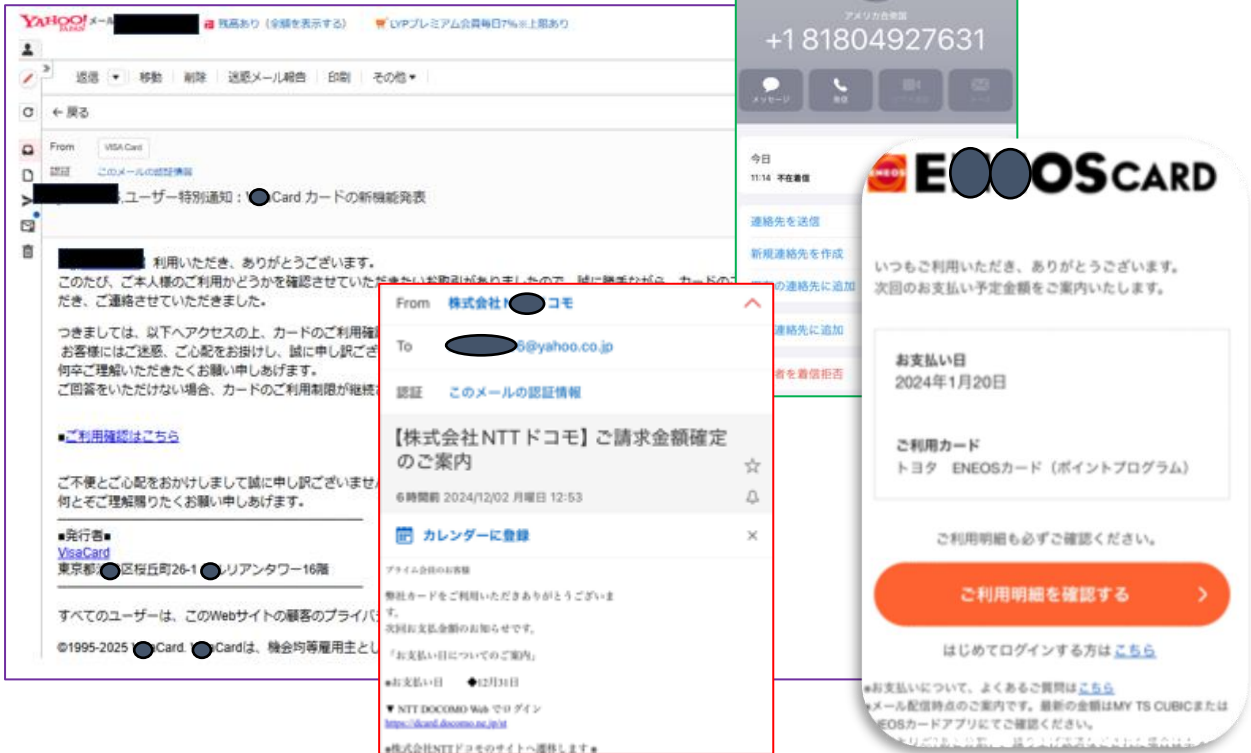 YAHOO!メール
JAPAN
残高あり（全額を表示する）
LYPプレミアム会員毎日7%※上限あり
返信
移動
削除
迷惑メール報告
印刷
その他
← 戻る
From
VISA Card
認証
このメールの認証情報
,ユーザー特別通知：
Card カードの新機能発表
利用いただき、ありがとうございます。
このたび、ご本人様のご利用かどうかを確認させていただきたいお取引がありましたので、誠に勝手ながら、カードのご
だき、ご連絡させていただきました。
つきましては、以下へアクセスの上、カードのご利用確
お客様にはご迷惑、ご心配をお掛けし、誠に申し訳ござ
何卒ご理解いただきたくお願い申しあげます。
ご回答をいただけない場合、カードのご利用制限が継続
■ご利用確認はこちら
ご不便とご心配をおかけしまして誠に申し訳ございません
何とぞご理解賜りたくお願い申しあげます。
■発行者■
VisaCard
東京都
区桜丘町26-1
リアンタワー16階
すべてのユーザーは、このWebサイトの顧客のプライバシ
©1995-2025
Card.
Cardは、機会均等雇用主とし
From
株式会社
コモ
To
6@yahoo.co.jp
認証
このメールの認証情報
【株式会社NTTドコモ】ご請求金額確定
のご案内
6時間前 2024/12/02 月曜日 12:53
カレンダーに登録
プライム会社のお客様
弊社カードをご利用いただきありがとうございま
す。
次回お支払金額のお知らせです。
「お支払い日についてのご案内」
●お支払い日 ◆12月31日
▼ NTT DOCOMO Web でログイン
https://dcard.docomo.ne.jp/st
●株式会社NTTドコモのサイトへ遷移します●
アメリカ合衆国
+1 81804927631
メッセージ
発信
今日
11:14 不在着信
連絡先を送信
新規連絡先を作成
の連絡先に追加
連絡先に追加
者を着信拒否
ENEOS
E
OS CARD
いつもご利用いただき、ありがとうございます。
次回のお支払い予定金額をご案内いたします。
お支払い日
2024年1月20日
ご利用カード
トヨタ ENEOSカード（ポイントプログラム）
ご利用明細も必ずご確認ください。
ご利用明細を確認する
はじめてログインする方はこちら
●お支払いについて、よくあるご質問はこちら
●メール配信時点のご案内です。最新の金額はMY TS CUBICまたは
EOSカードアプリにてご確認ください。